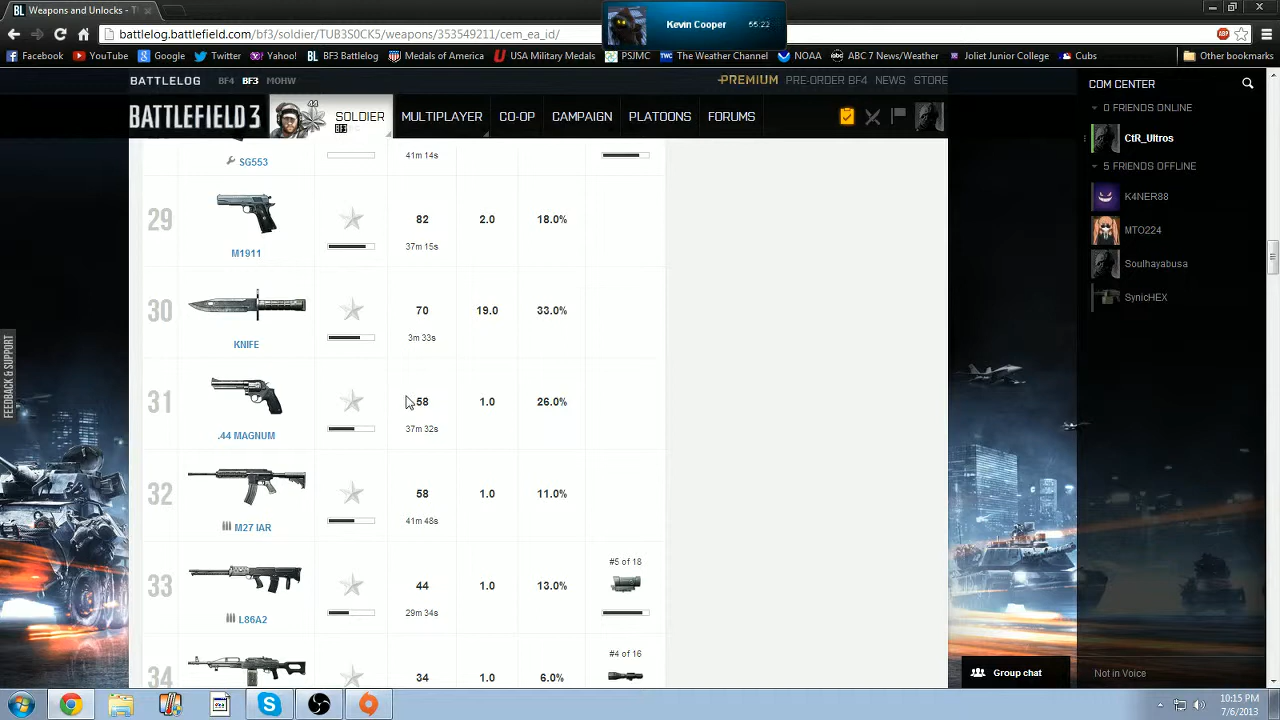 BL Weapons and Unlocks - T
Kevin Cooper 55:23
battlelog.battlefield.com/bf3/soldier/TUB3S0CK5/weapons/353549211/cem_ea_id/
Facebook YouTube Google Twitter Yahoo! BF3 Battlelog Medals of America USA Military Medals PSJMC The Weather Channel NOAA ABC 7 News/Weather Joliet Junior College Cubs Other bookmarks
BATTLELOG BF4 BF3 MOHW PREMIUM PRE-ORDER BF4 NEWS STORE
COM CENTER
BATTLEFIELD 3 44 SOLDIER MULTIPLAYER CO-OP CAMPAIGN PLATOONS FORUMS
BF3 PC
0 FRIENDS ONLINE
CtR_Ultros
5 FRIENDS OFFLINE
K4NER88
MTO224
Soulhayabusa
SynicHEX
SG553 41m 14s
29 82 2.0 18.0%
37m 15s
M1911
30 70 19.0 33.0%
3m 33s
KNIFE
31 58 1.0 26.0%
37m 32s
.44 MAGNUM
32 58 1.0 11.0%
41m 48s
M27 IAR
#5 of 18
33 44 1.0 13.0%
29m 34s
L86A2
#4 of 16
34 34 1.0 6.0%
FEEDBACK & SUPPORT
Group chat Not in Voice
10:15 PM
7/6/2013